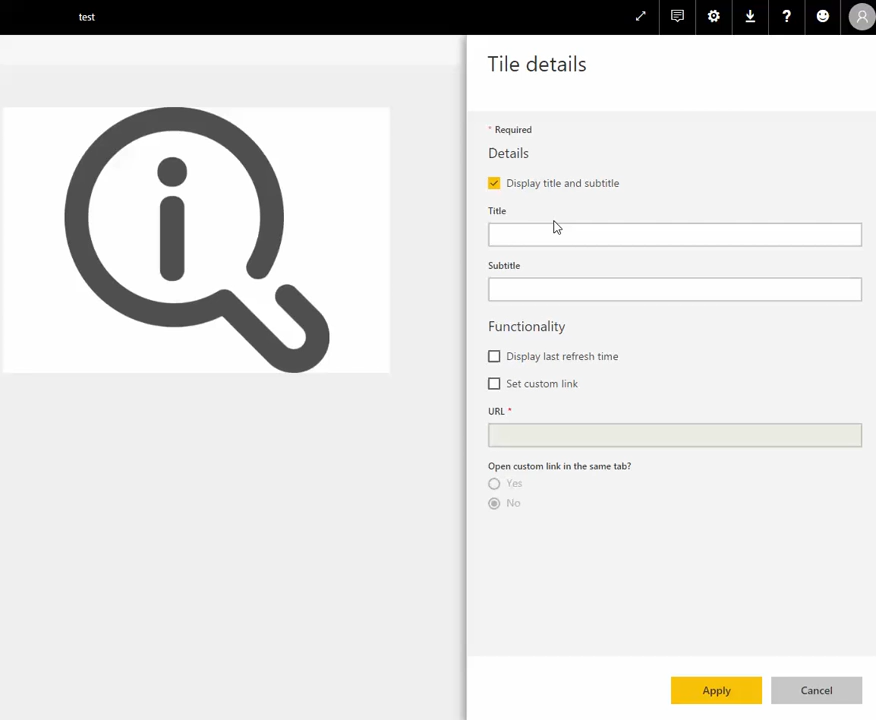 test
Tile details
* Required
Details
Display title and subtitle
Title
Subtitle
Functionality
Display last refresh time
Set custom link
URL *
Open custom link in the same tab?
Yes
No
Apply
Cancel